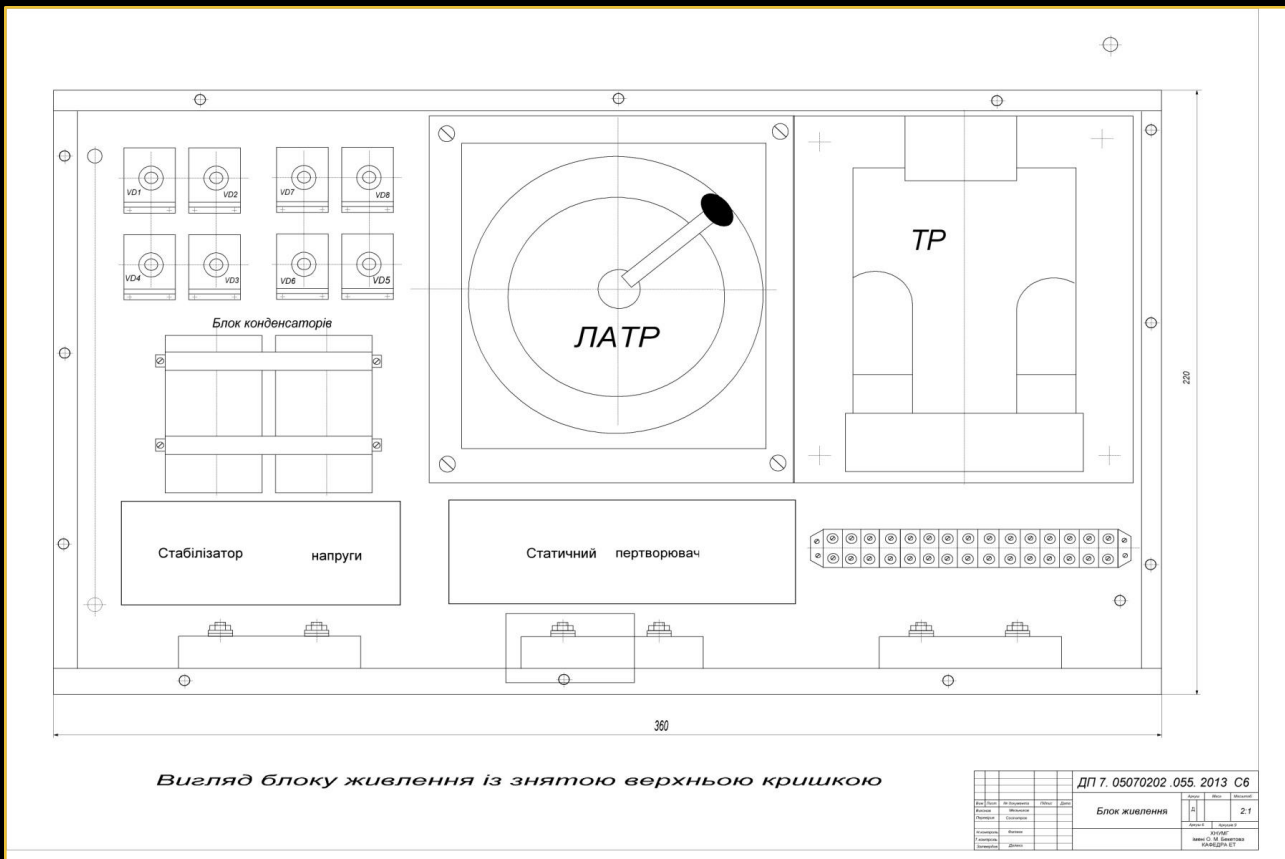 VD1
VD2
VD7
VD8
VD4
VD3
VD6
VD5
Блок конденсаторів
ЛАТР
ТР
Стабілізатор напруги
Статичний пертворювач
220
360
Вигляд блоку живлення із знятою верхньою кришкою
ДП 7. 05070202 .055. 2013 С6
Блок живлення
2:1
ХНУМГ
КАФЕДРА ЕТ